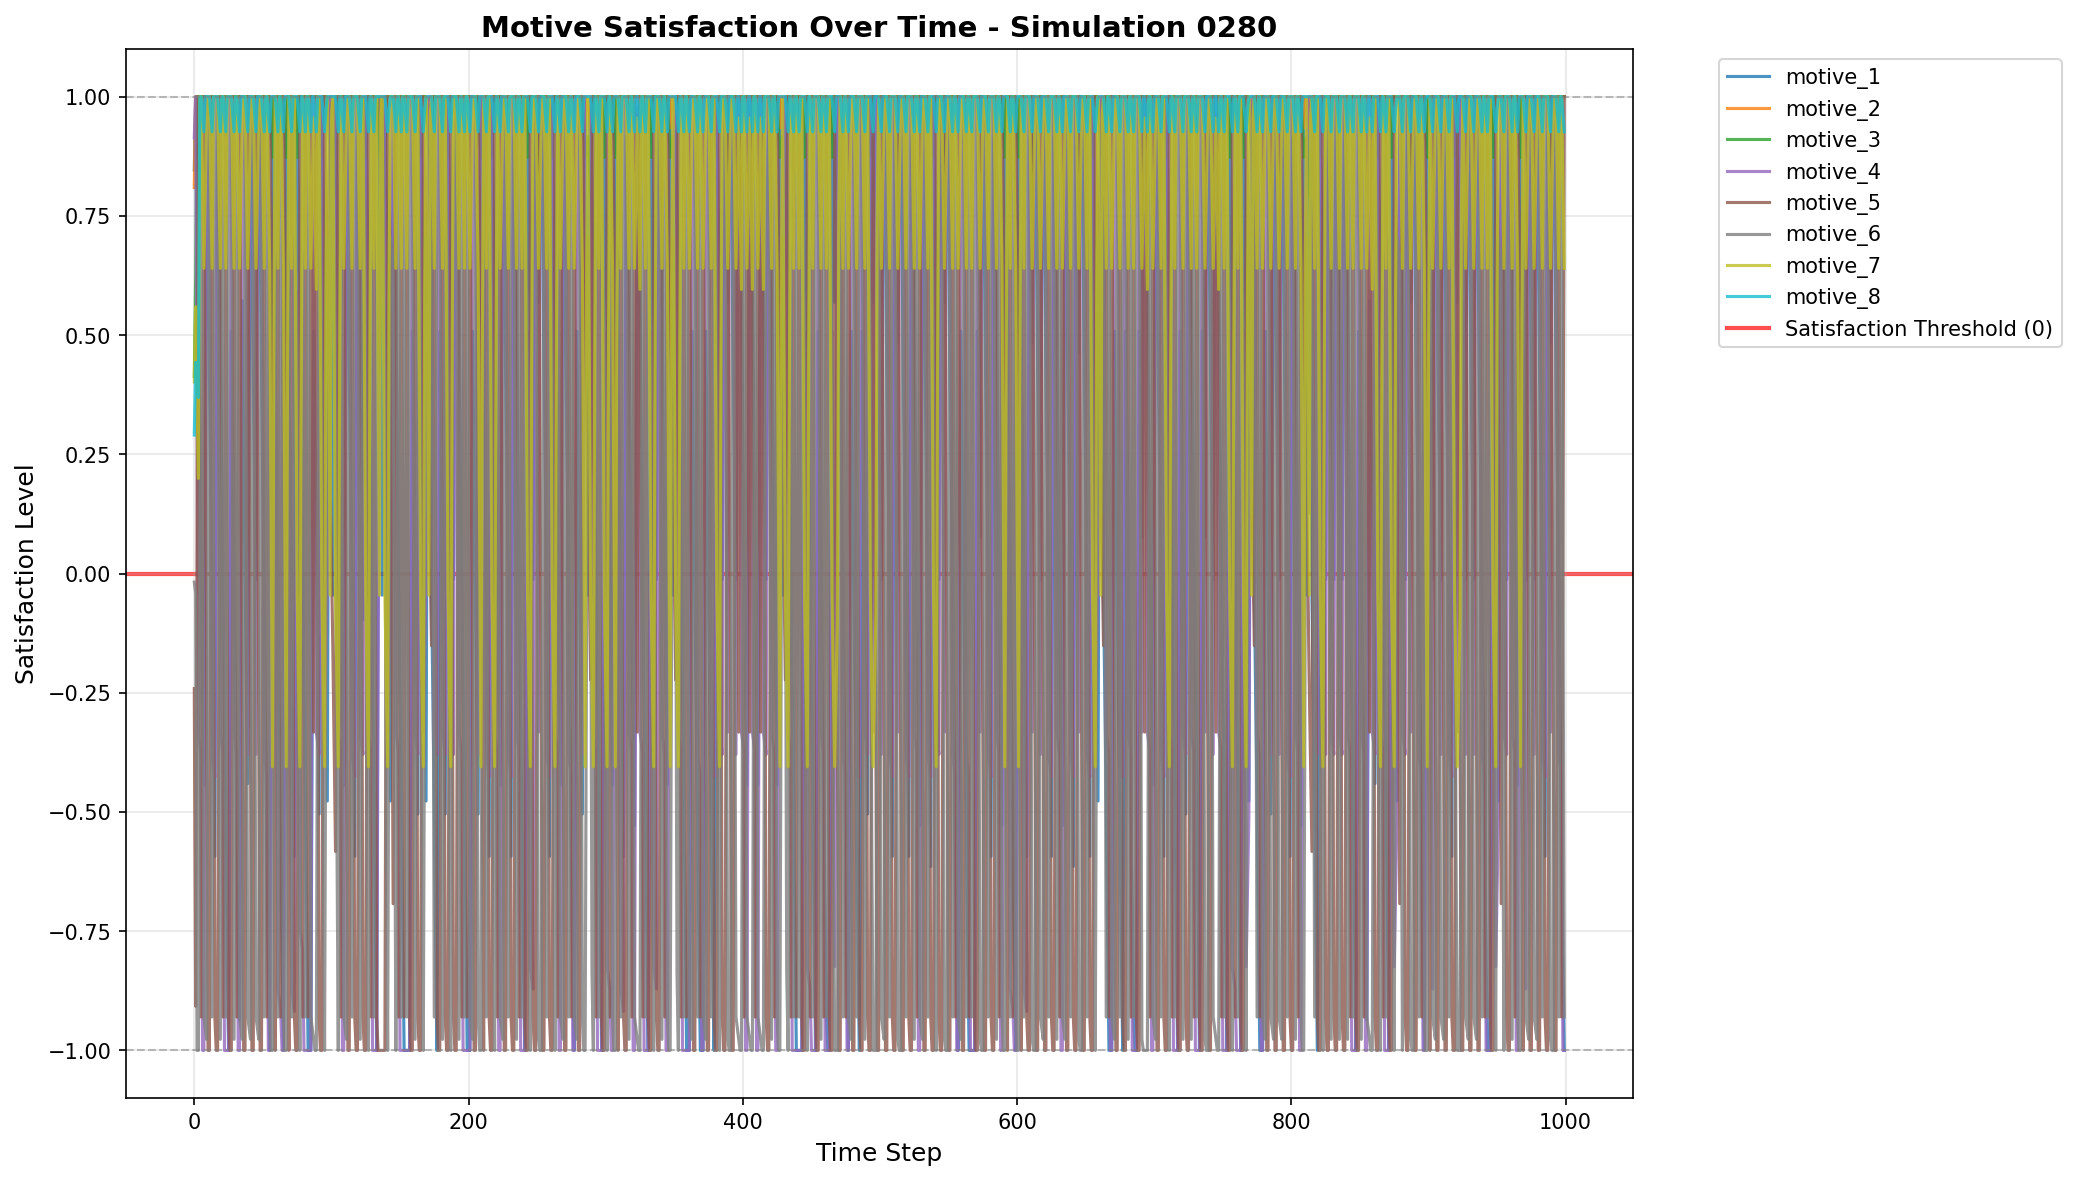 Motive Satisfaction Over Time - Simulation 0280
Satisfaction Level
1.00
0.75
0.50
0.25
0.00
−0.25
−0.50
−0.75
−1.00
0
200
400
600
800
1000
Time Step
motive_1
motive_2
motive_3
motive_4
motive_5
motive_6
motive_7
motive_8
Satisfaction Threshold (0)